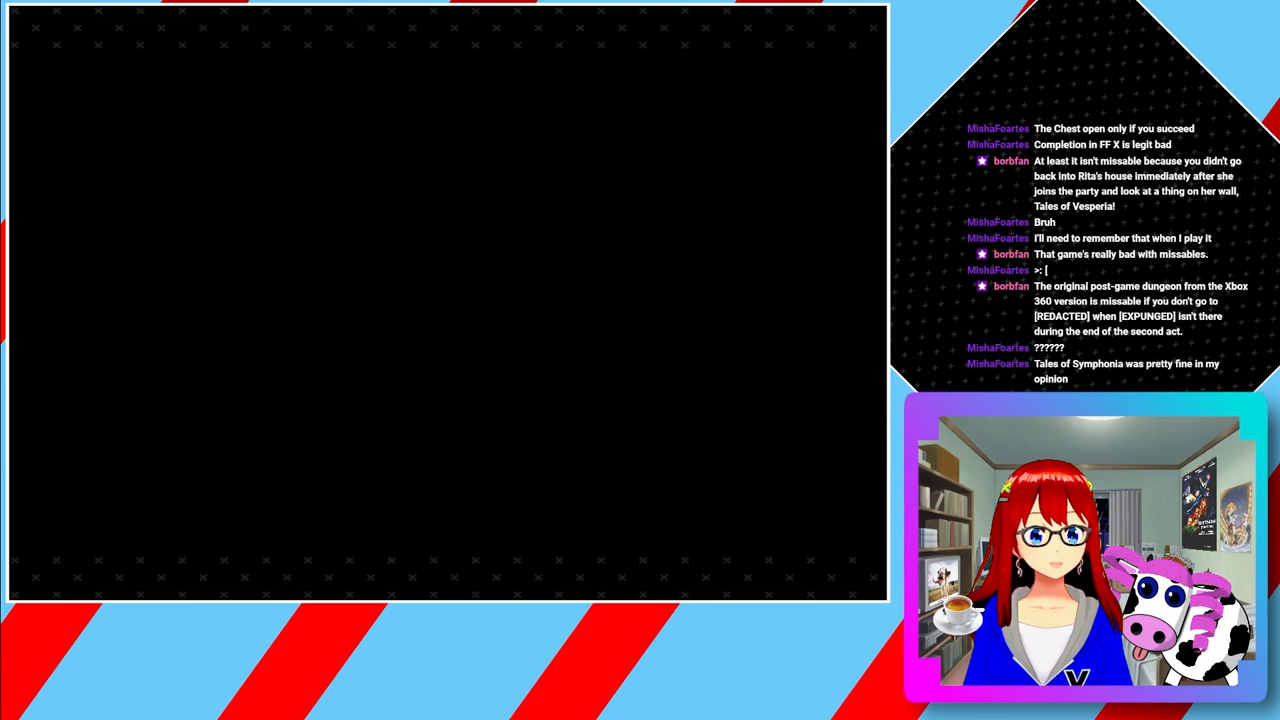 MishaFoartes The Chest open only if you succeed
MishaFoartes Completion in FF X is legit bad
borbfan At least it isn't missable because you didn't go
back into Rita's house immediately after she
joins the party and look at a thing on her wall,
Tales of Vesperia!
MishaFoartes Bruh
MishaFoartes I'll need to remember that when I play it
borbfan That game's really bad with missables.
MishaFoartes >: [
borbfan The original post-game dungeon from the Xbox
360 version is missable if you don't go to
[REDACTED] when [EXPUNGED] isn't there
during the end of the second act.
MishaFoartes ??????
MishaFoartes Tales of Symphonia was pretty fine in my
opinion